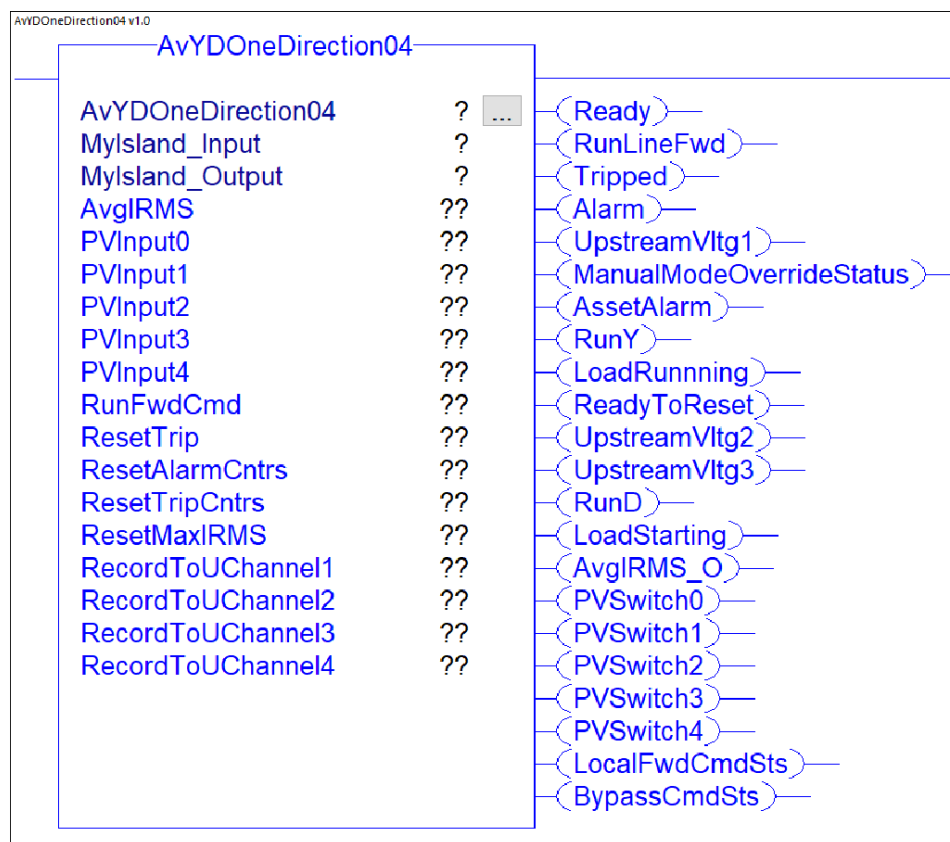 AvYDOneDirection04 v1.0
AvYDOneDirection04
AvYDOneDirection04 ? ... Ready
MyIsland_Input ? RunLineFwd
MyIsland_Output ? Tripped
AvgIRMS ?? Alarm
PVInput0 ?? UpstreamVltg1
PVInput1 ?? ManualModeOverrideStatus
PVInput2 ?? AssetAlarm
PVInput3 ?? RunY
PVInput4 ?? LoadRunnning
RunFwdCmd ?? ReadyToReset
ResetTrip ?? UpstreamVltg2
ResetAlarmCntrs ?? UpstreamVltg3
ResetTripCntrs ?? RunD
ResetMaxIRMS ?? LoadStarting
RecordToUChannel1 ?? AvgIRMS_O
RecordToUChannel2 ?? PVSwitch0
RecordToUChannel3 ?? PVSwitch1
RecordToUChannel4 ?? PVSwitch2
PVSwitch3
PVSwitch4
LocalFwdCmdSts
BypassCmdSts